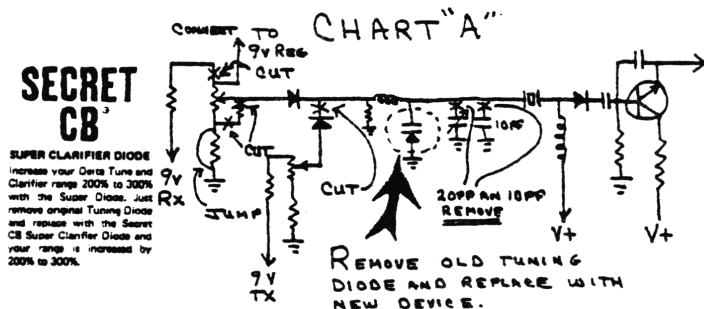 CHART "A"
CONNECT TO
9V REG
CUT
SECRET
CB
SUPER CLARIFIER DIODE
Increase your Delta Tune and
Clarifier range 200% to 300%
with the Super Diode. Just
remove original Tuning Diode
and replace with the Secret
CB Super Clarifier Diode and
your range is increased by
200% to 300%.
9V
RX
CUT
JUMP
9V
TX
CUT
10PF
20PF AN 10PF
REMOVE
V+
V+
REMOVE OLD TUNING
DIODE AND REPLACE WITH
NEW DEVICE.